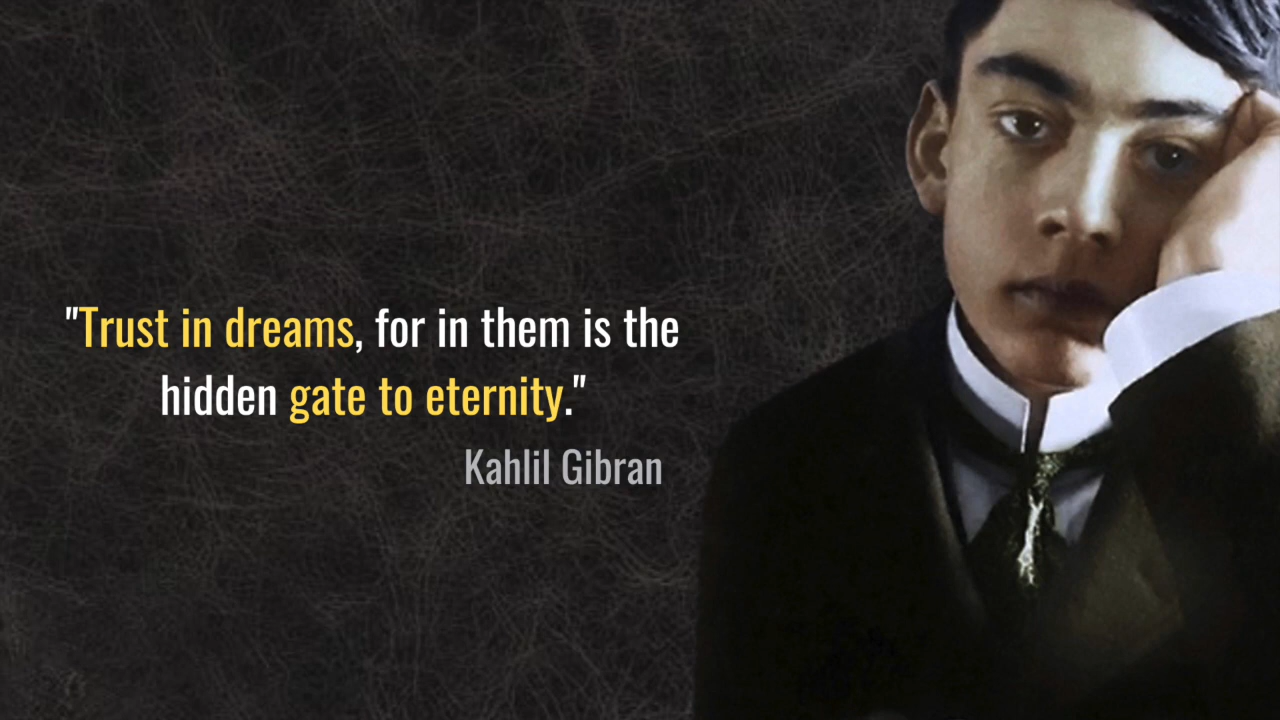 "Trust in dreams, for in them is the
hidden gate to eternity."
Kahlil Gibran